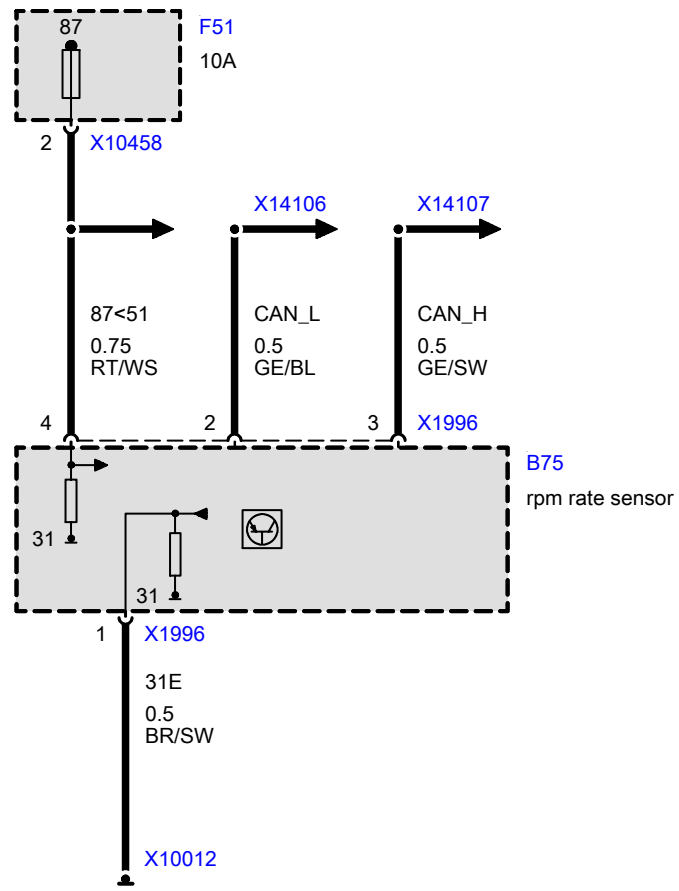 87
F51
10A
2
X10458
X14106
X14107
87<51
CAN_L
CAN_H
0.75
0.5
0.5
RT/WS
GE/BL
GE/SW
4
2
3
X1996
B75
rpm rate sensor
31
31
1
X1996
31E
0.5
BR/SW
X10012